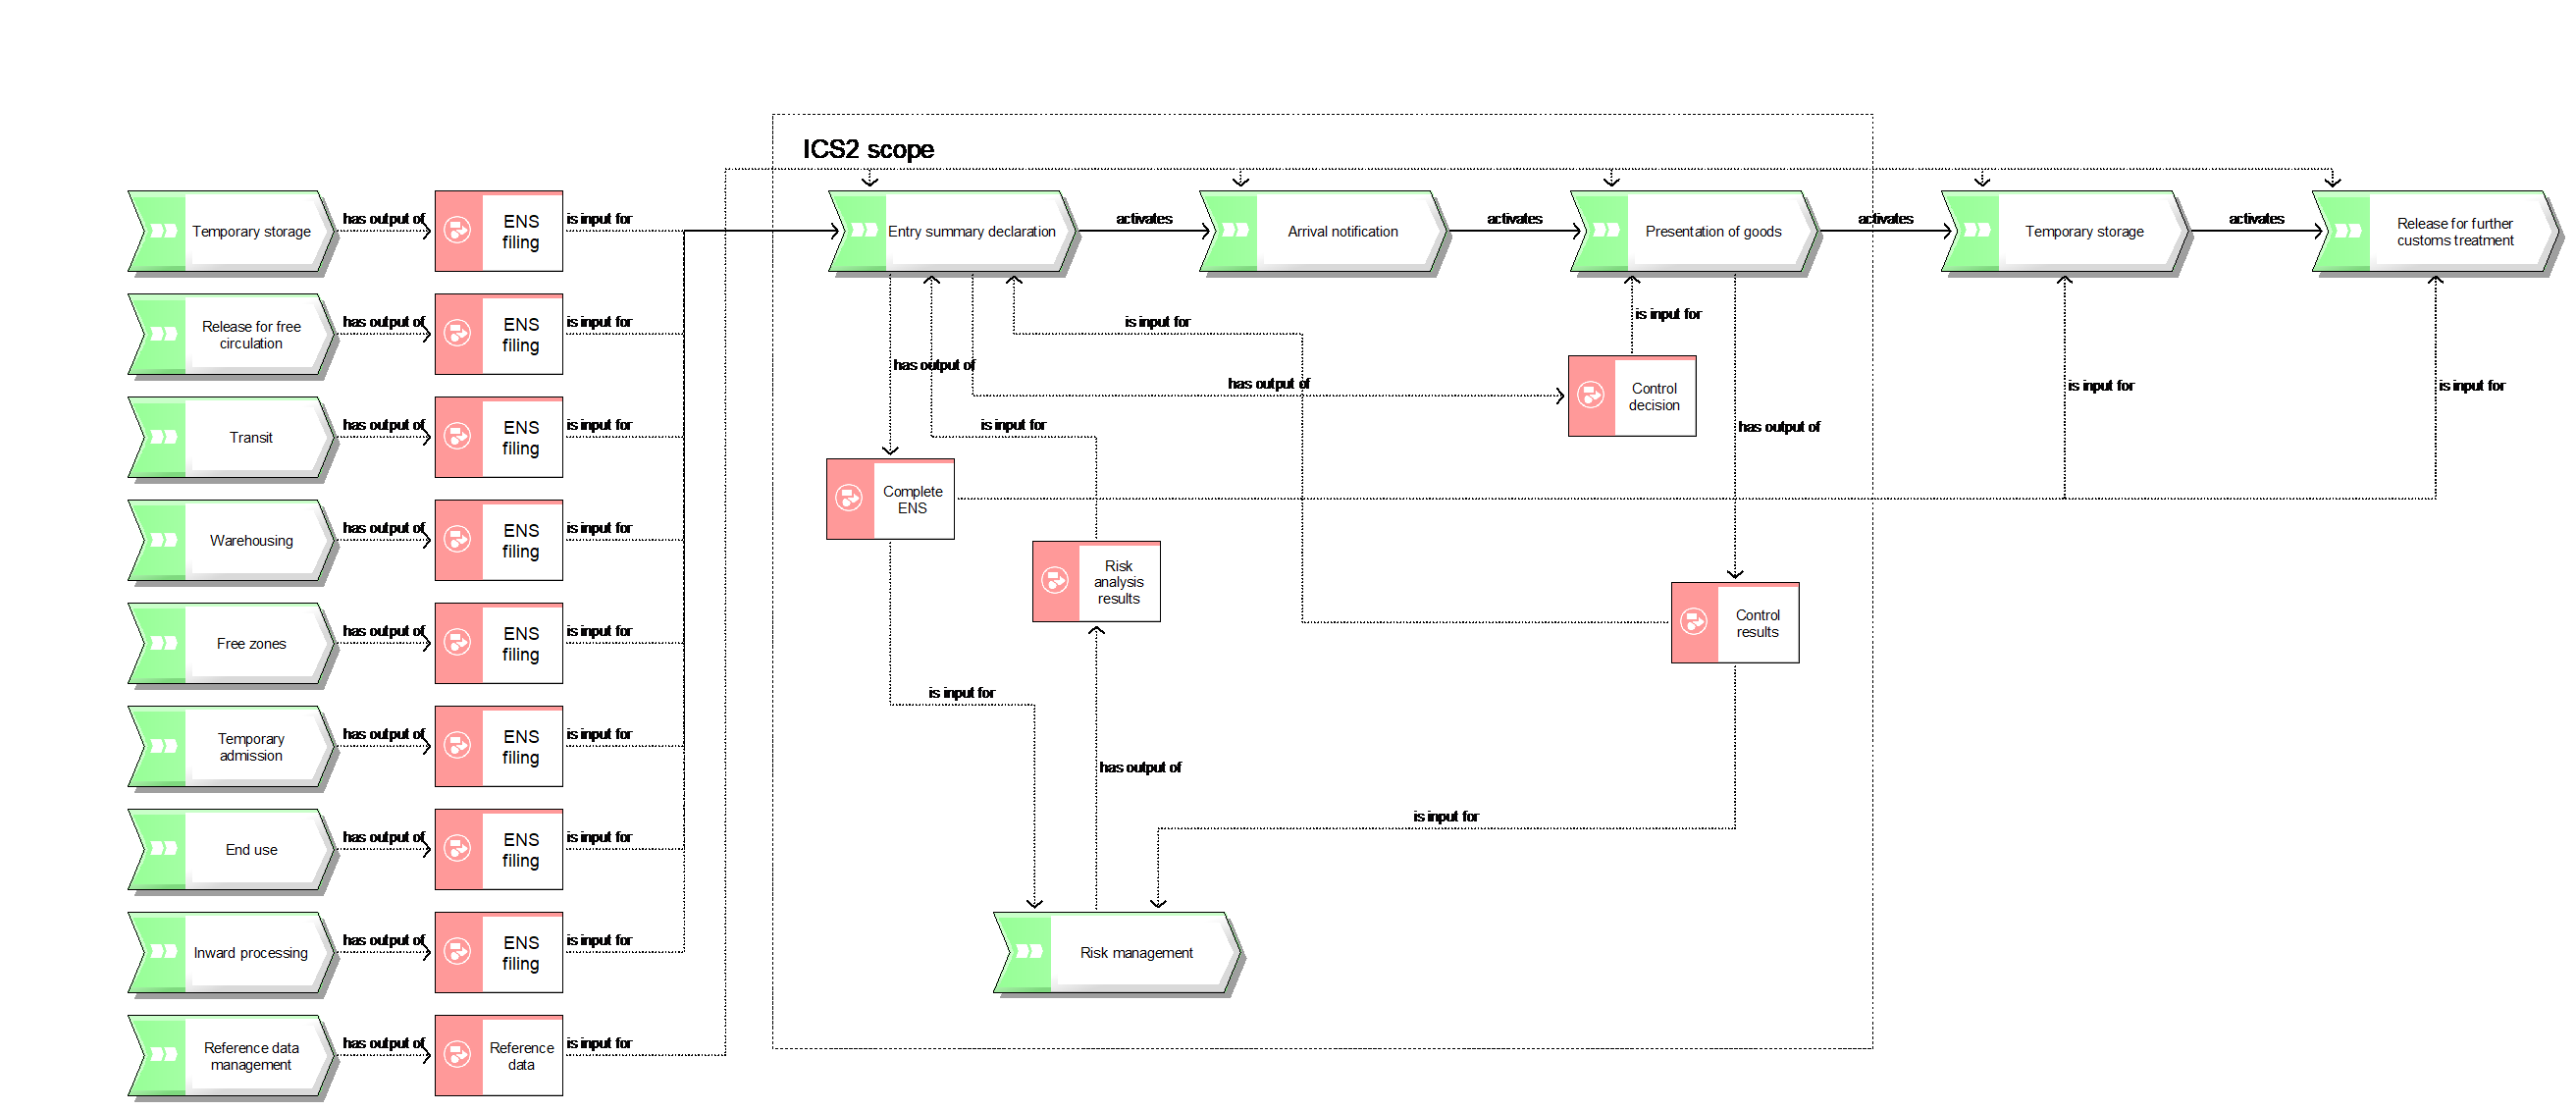 ICS2 scope
Temporary storage
has output of
ENS
filing
is input for
Entry summary declaration
activates
Arrival notification
activates
Presentation of goods
activates
Temporary storage
activates
Release for further
customs treatment
Release for free
circulation
has output of
ENS
filing
is input for
is input for
is input for
has output of
has output of
Control
decision
is input for
is input for
Transit
has output of
ENS
filing
is input for
is input for
has output of
Complete
ENS
Warehousing
has output of
ENS
filing
is input for
Risk
analysis
results
Free zones
has output of
ENS
filing
is input for
Control
results
is input for
Temporary
admission
has output of
ENS
filing
is input for
has output of
is input for
End use
has output of
ENS
filing
is input for
Inward processing
has output of
ENS
filing
is input for
Risk management
Reference data
management
has output of
Reference
data
is input for